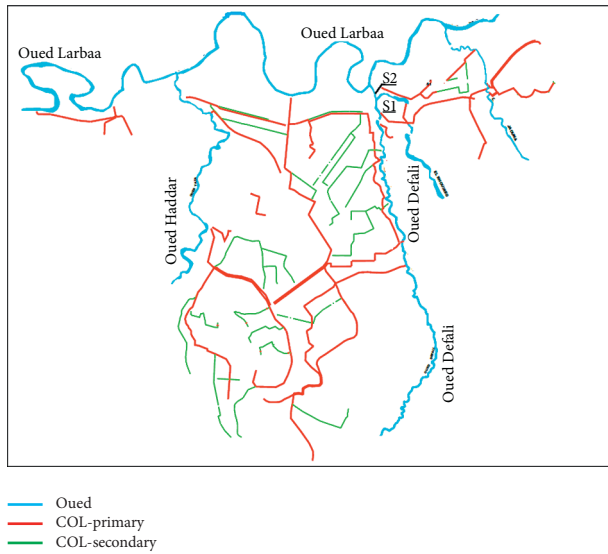 Oued Larbaa
Oued Larbaa
S2
S1
Oued Haddar
Oued Defali
Oued Defali
Oued
COL-primary
COL-secondary